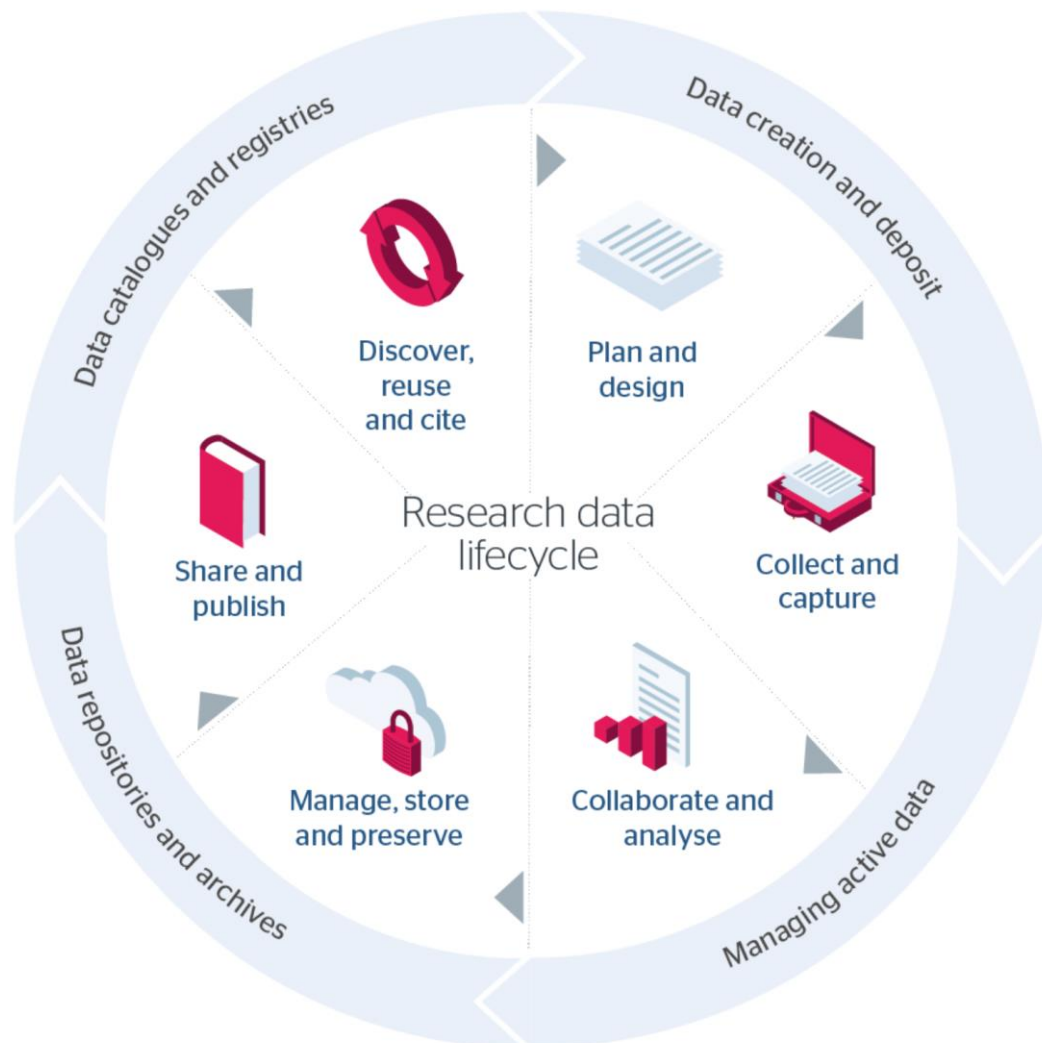 Data catalogues and registries
Data creation and deposit
Discover,
reuse
and cite
Plan and
design
Research data
lifecycle
Share and
publish
Collect and
capture
Manage, store
and preserve
Collaborate and
analyse
Data repositories and archives
Managing active data